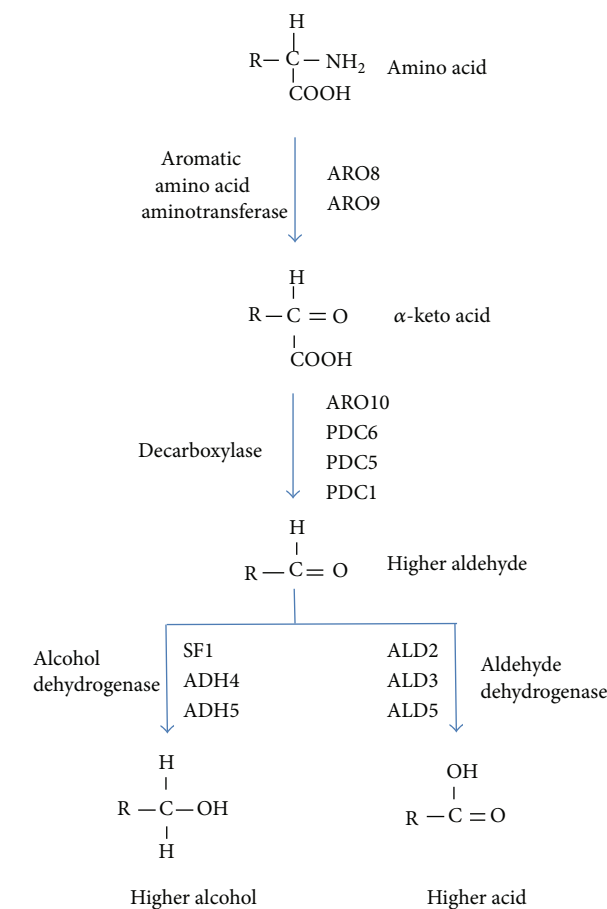 H
R— C — NH₂ Amino acid
COOH
Aromatic
amino acid
aminotransferase
ARO8
ARO9
H
R — C = O α-keto acid
COOH
Decarboxylase
ARO10
PDC6
PDC5
PDC1
H
R — C = O Higher aldehyde
Alcohol
dehydrogenase
SF1
ADH4
ADH5
ALD2
ALD3
ALD5
Aldehyde
dehydrogenase
H
R — C — OH
H
Higher alcohol
OH
R — C = O
Higher acid